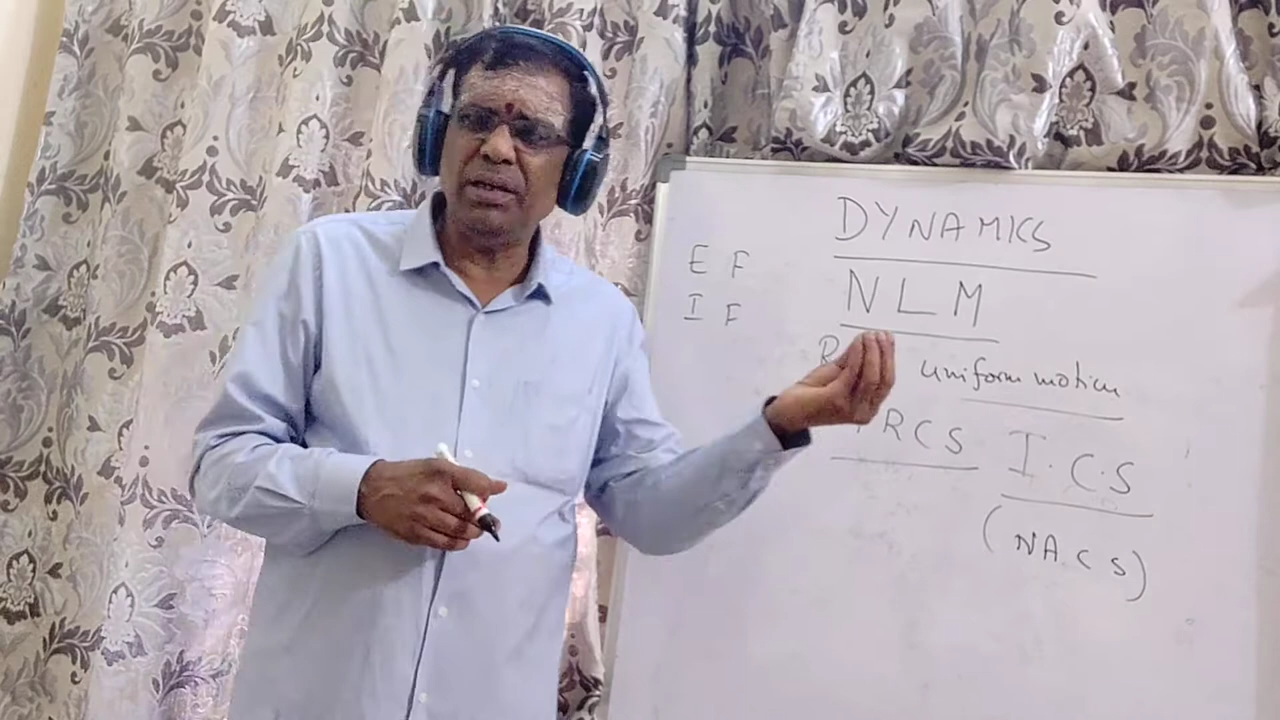 DYNAMICS
E F
NLM
I F
uniform motion
RCS I.C.S
(NACS)